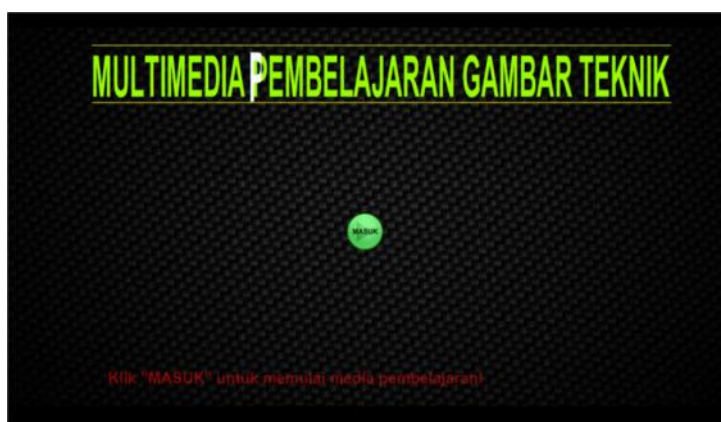 MULTIMEDIA PEMBELAJARAN GAMBAR TEKNIK
MASUK
Klik "MASUK" untuk memulai media pembelajaran!